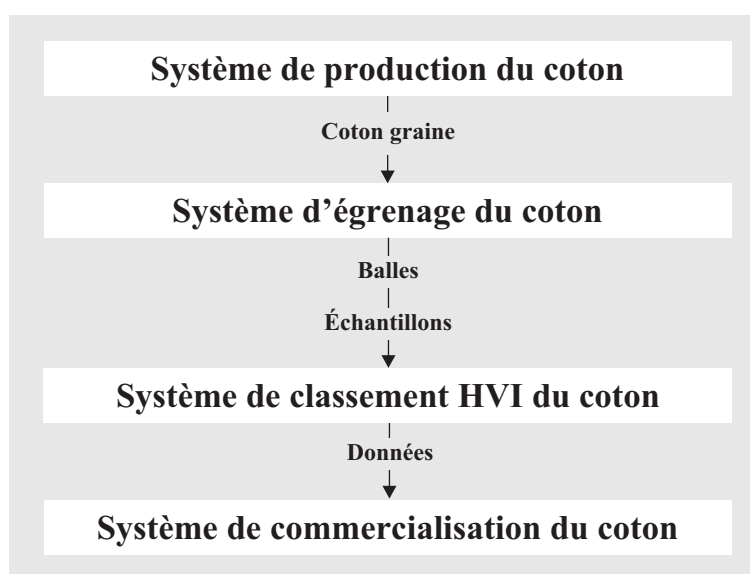 Système de production du coton
Coton graine
Système d’égrenage du coton
Balles
Échantillons
Système de classement HVI du coton
Données
Système de commercialisation du coton